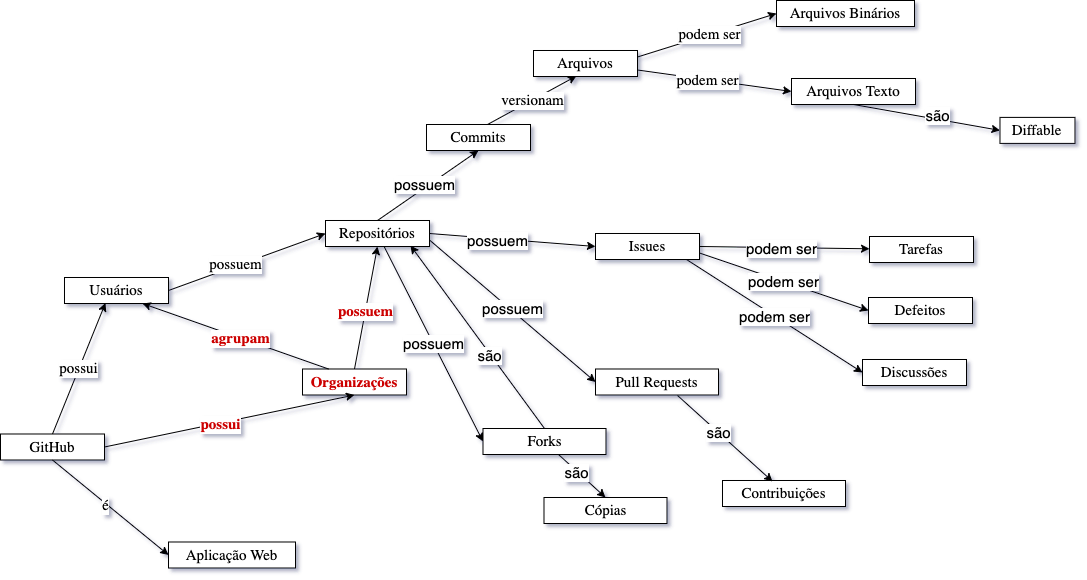 Arquivos Binários
podem ser
Arquivos
podem ser
Arquivos Texto
versionam
são
Diffable
Commits
possuem
Repositórios
possuem
Issues
podem ser
Tarefas
possuem
podem ser
Usuários
possuem
possuem
podem ser
Defeitos
agrupam
possuem
são
possui
Organizações
Pull Requests
Discussões
possui
são
GitHub
Forks
são
Cópias
Contribuições
é
Aplicação Web